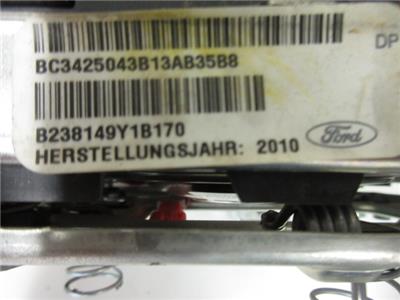 DP
BC3425043B13AB35B8
B238149Y1B170
HERSTELLUNGSJAHR: 2010
Ford